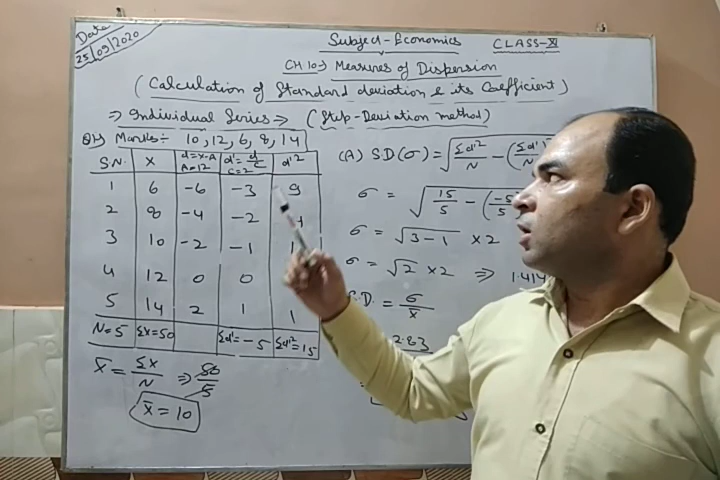 Date
25/09/2020
Subject - Economics CLASS-XI
CH 10 → Measures of Dispersion
(Calculation of Standard deviation & its Coefficient)
⇒ Individual Series ⇒ (Step-Deviation method)
Q1) Marks:- 10, 12, 6, 8, 14
S.N. X d=X-A A=12 d'=d/C C=2 d'2
1 6 -6 -3 9
2 8 -4 -2
3 10 -2 -1 1
4 12 0 0
5 14 2 1 1
N=5 ΣX=50 Σd'=-5 Σd'2=15
X̄ = ΣX/N ⇒ 50/5
X̄ = 10
(A) SD(σ) = √Σd'2/N - (Σd'
σ = √15/5 - (-5/5
σ = √3-1 ×2
σ = √2 ×2 ⇒ 1.414
.D. = σ/X̄
2.83